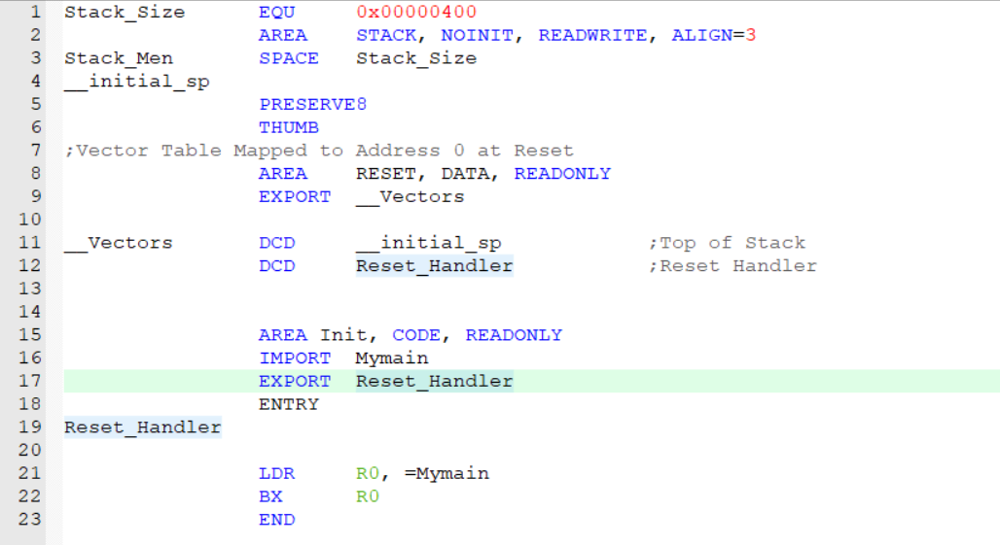 1 Stack_Size EQU 0x00000400
2 AREA STACK, NOINIT, READWRITE, ALIGN=3
3 Stack_Men SPACE Stack_Size
4 __initial_sp
5 PRESERVE8
6 THUMB
7 ;Vector Table Mapped to Address 0 at Reset
8 AREA RESET, DATA, READONLY
9 EXPORT __Vectors
10
11 __Vectors DCD __initial_sp ;Top of Stack
12 DCD Reset_Handler ;Reset Handler
13
14
15 AREA Init, CODE, READONLY
16 IMPORT Mymain
17 EXPORT Reset_Handler
18 ENTRY
19 Reset_Handler
20
21 LDR R0, =Mymain
22 BX R0
23 END